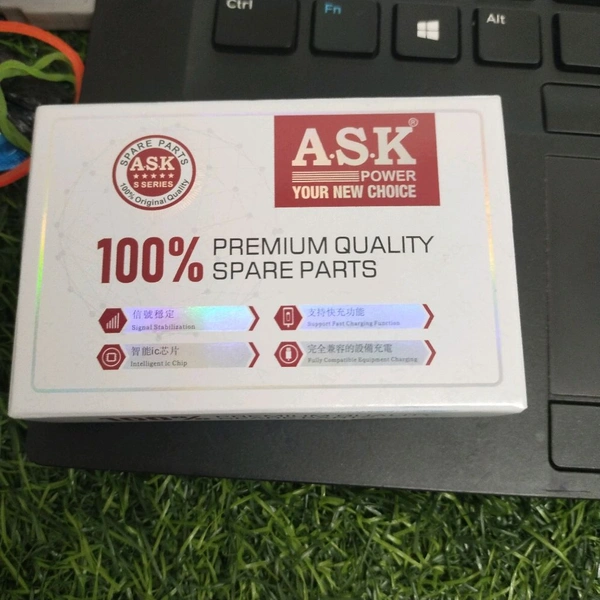 Ctrl
Fn
Alt
SPARE PARTS
A·S·K
S SERIES
100% Original Quality
A·S·K®
POWER
YOUR NEW CHOICE
100% PREMIUM QUALITY
SPARE PARTS
信號穩定
Signal Stabilization
支持快充功能
Support Fast Charging Function
智能ic芯片
Intelligent ic Chip
完全兼容的設備充電
Fully Compatible Equipment Charging